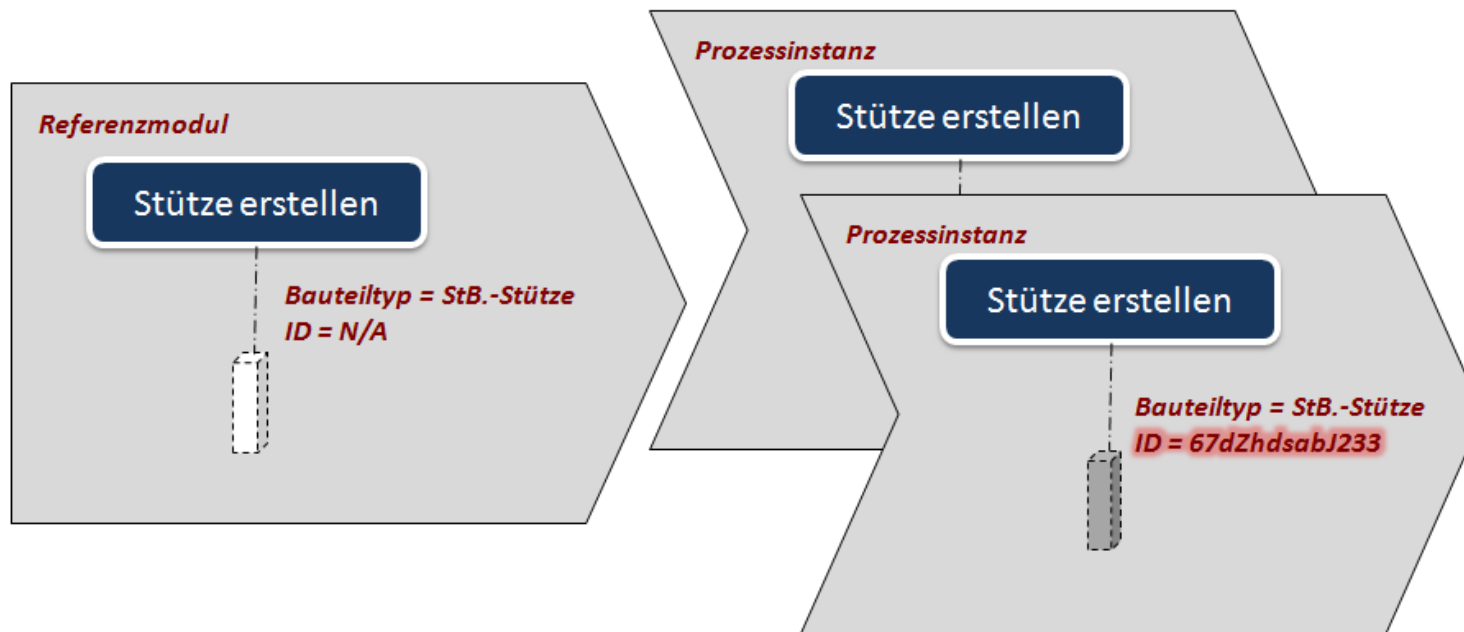 Referenzmodul
Stütze erstellen
Bauteiltyp = StB.-Stütze
ID = N/A
Prozessinstanz
Stütze erstellen
Prozessinstanz
Stütze erstellen
Bauteiltyp = StB.-Stütze
ID = 67dZhdsabJ233